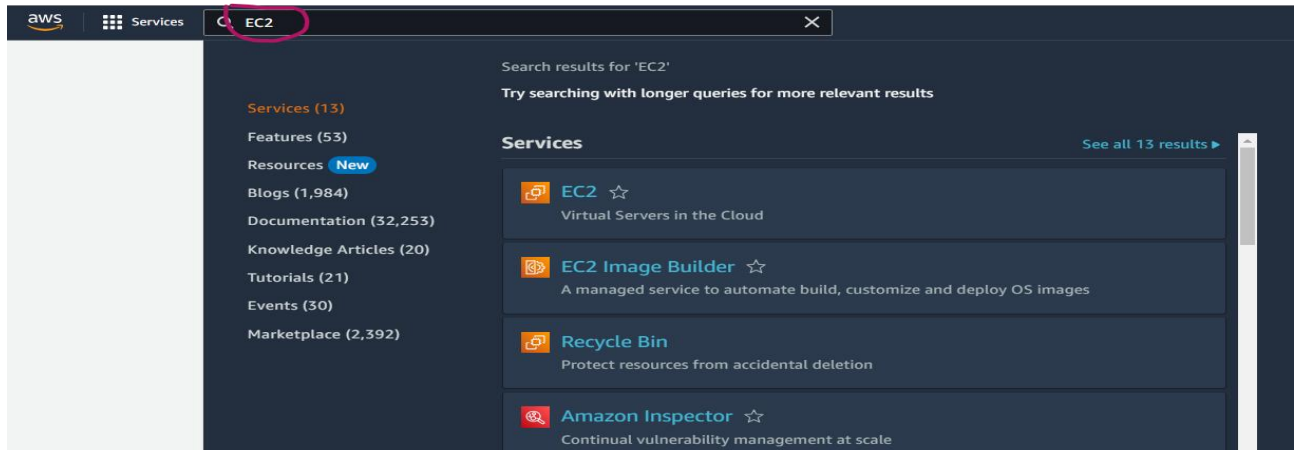 aws
Services
EC2
Search results for 'EC2'
Try searching with longer queries for more relevant results
Services (13)
Features (53)
Resources New
Blogs (1,984)
Documentation (32,253)
Knowledge Articles (20)
Tutorials (21)
Events (30)
Marketplace (2,392)
Services
See all 13 results
EC2
Virtual Servers in the Cloud
EC2 Image Builder
A managed service to automate build, customize and deploy OS images
Recycle Bin
Protect resources from accidental deletion
Amazon Inspector
Continual vulnerability management at scale